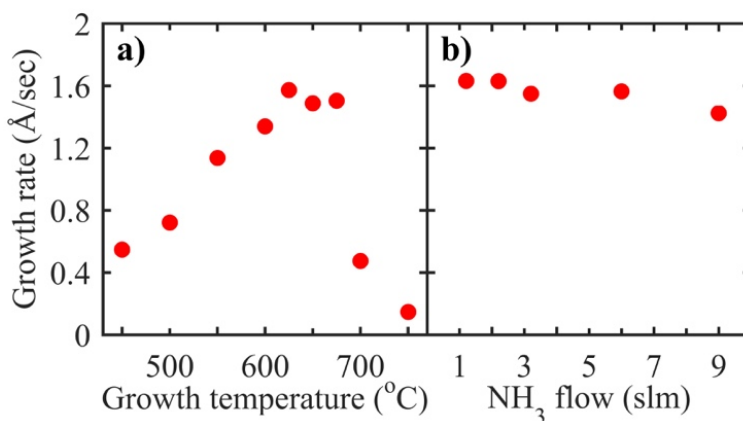 a) b)
2
1.6
1.2
0.8
0.4
0
Growth rate (Å/sec)
500 600 700 1 3 5 7 9
Growth temperature (°C) NH₃ flow (slm)